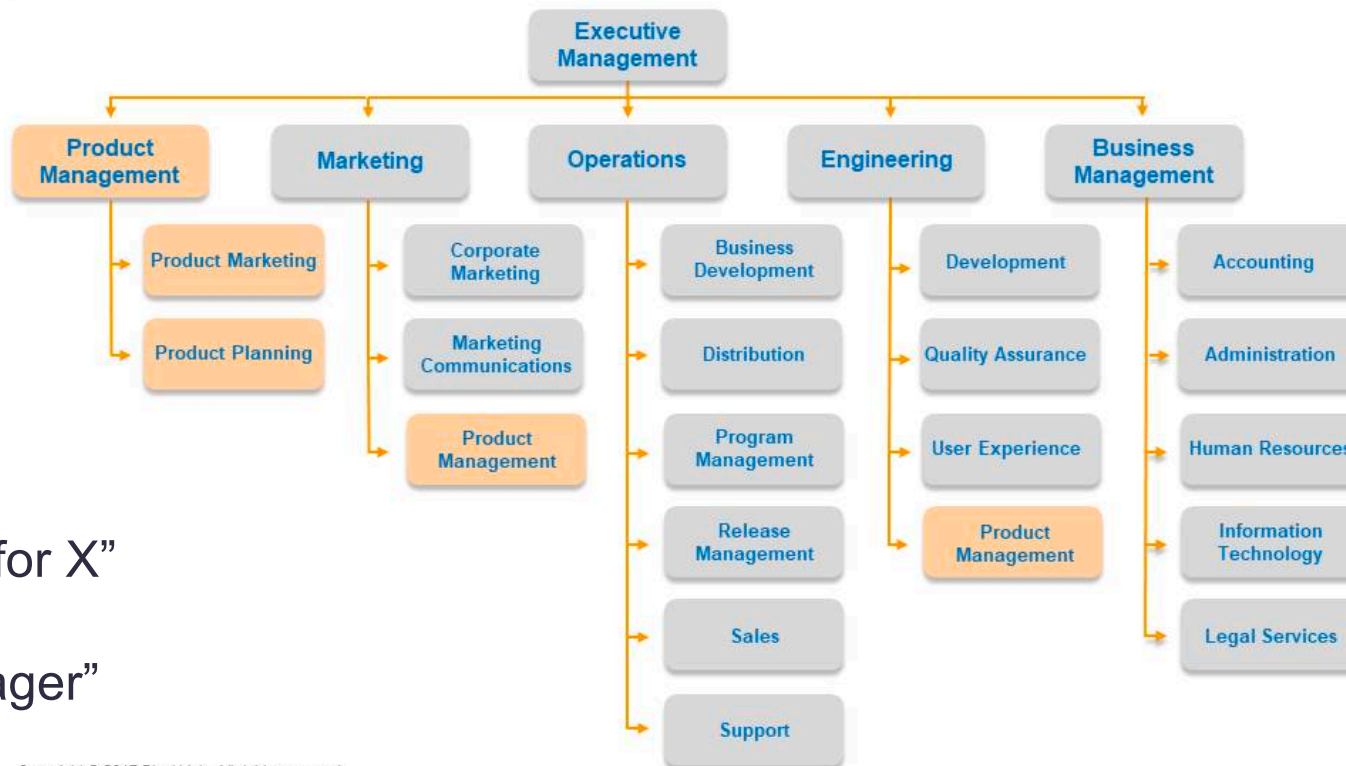 Executive
Management
Product
Management
Marketing
Operations
Engineering
Business
Management
Product Marketing
Product Planning
Corporate
Marketing
Marketing
Communications
Product
Management
Business
Development
Distribution
Program
Management
Release
Management
Sales
Support
Development
Quality Assurance
User Experience
Product
Management
Accounting
Administration
Human Resources
Information
Technology
Legal Services
for X”
ager”